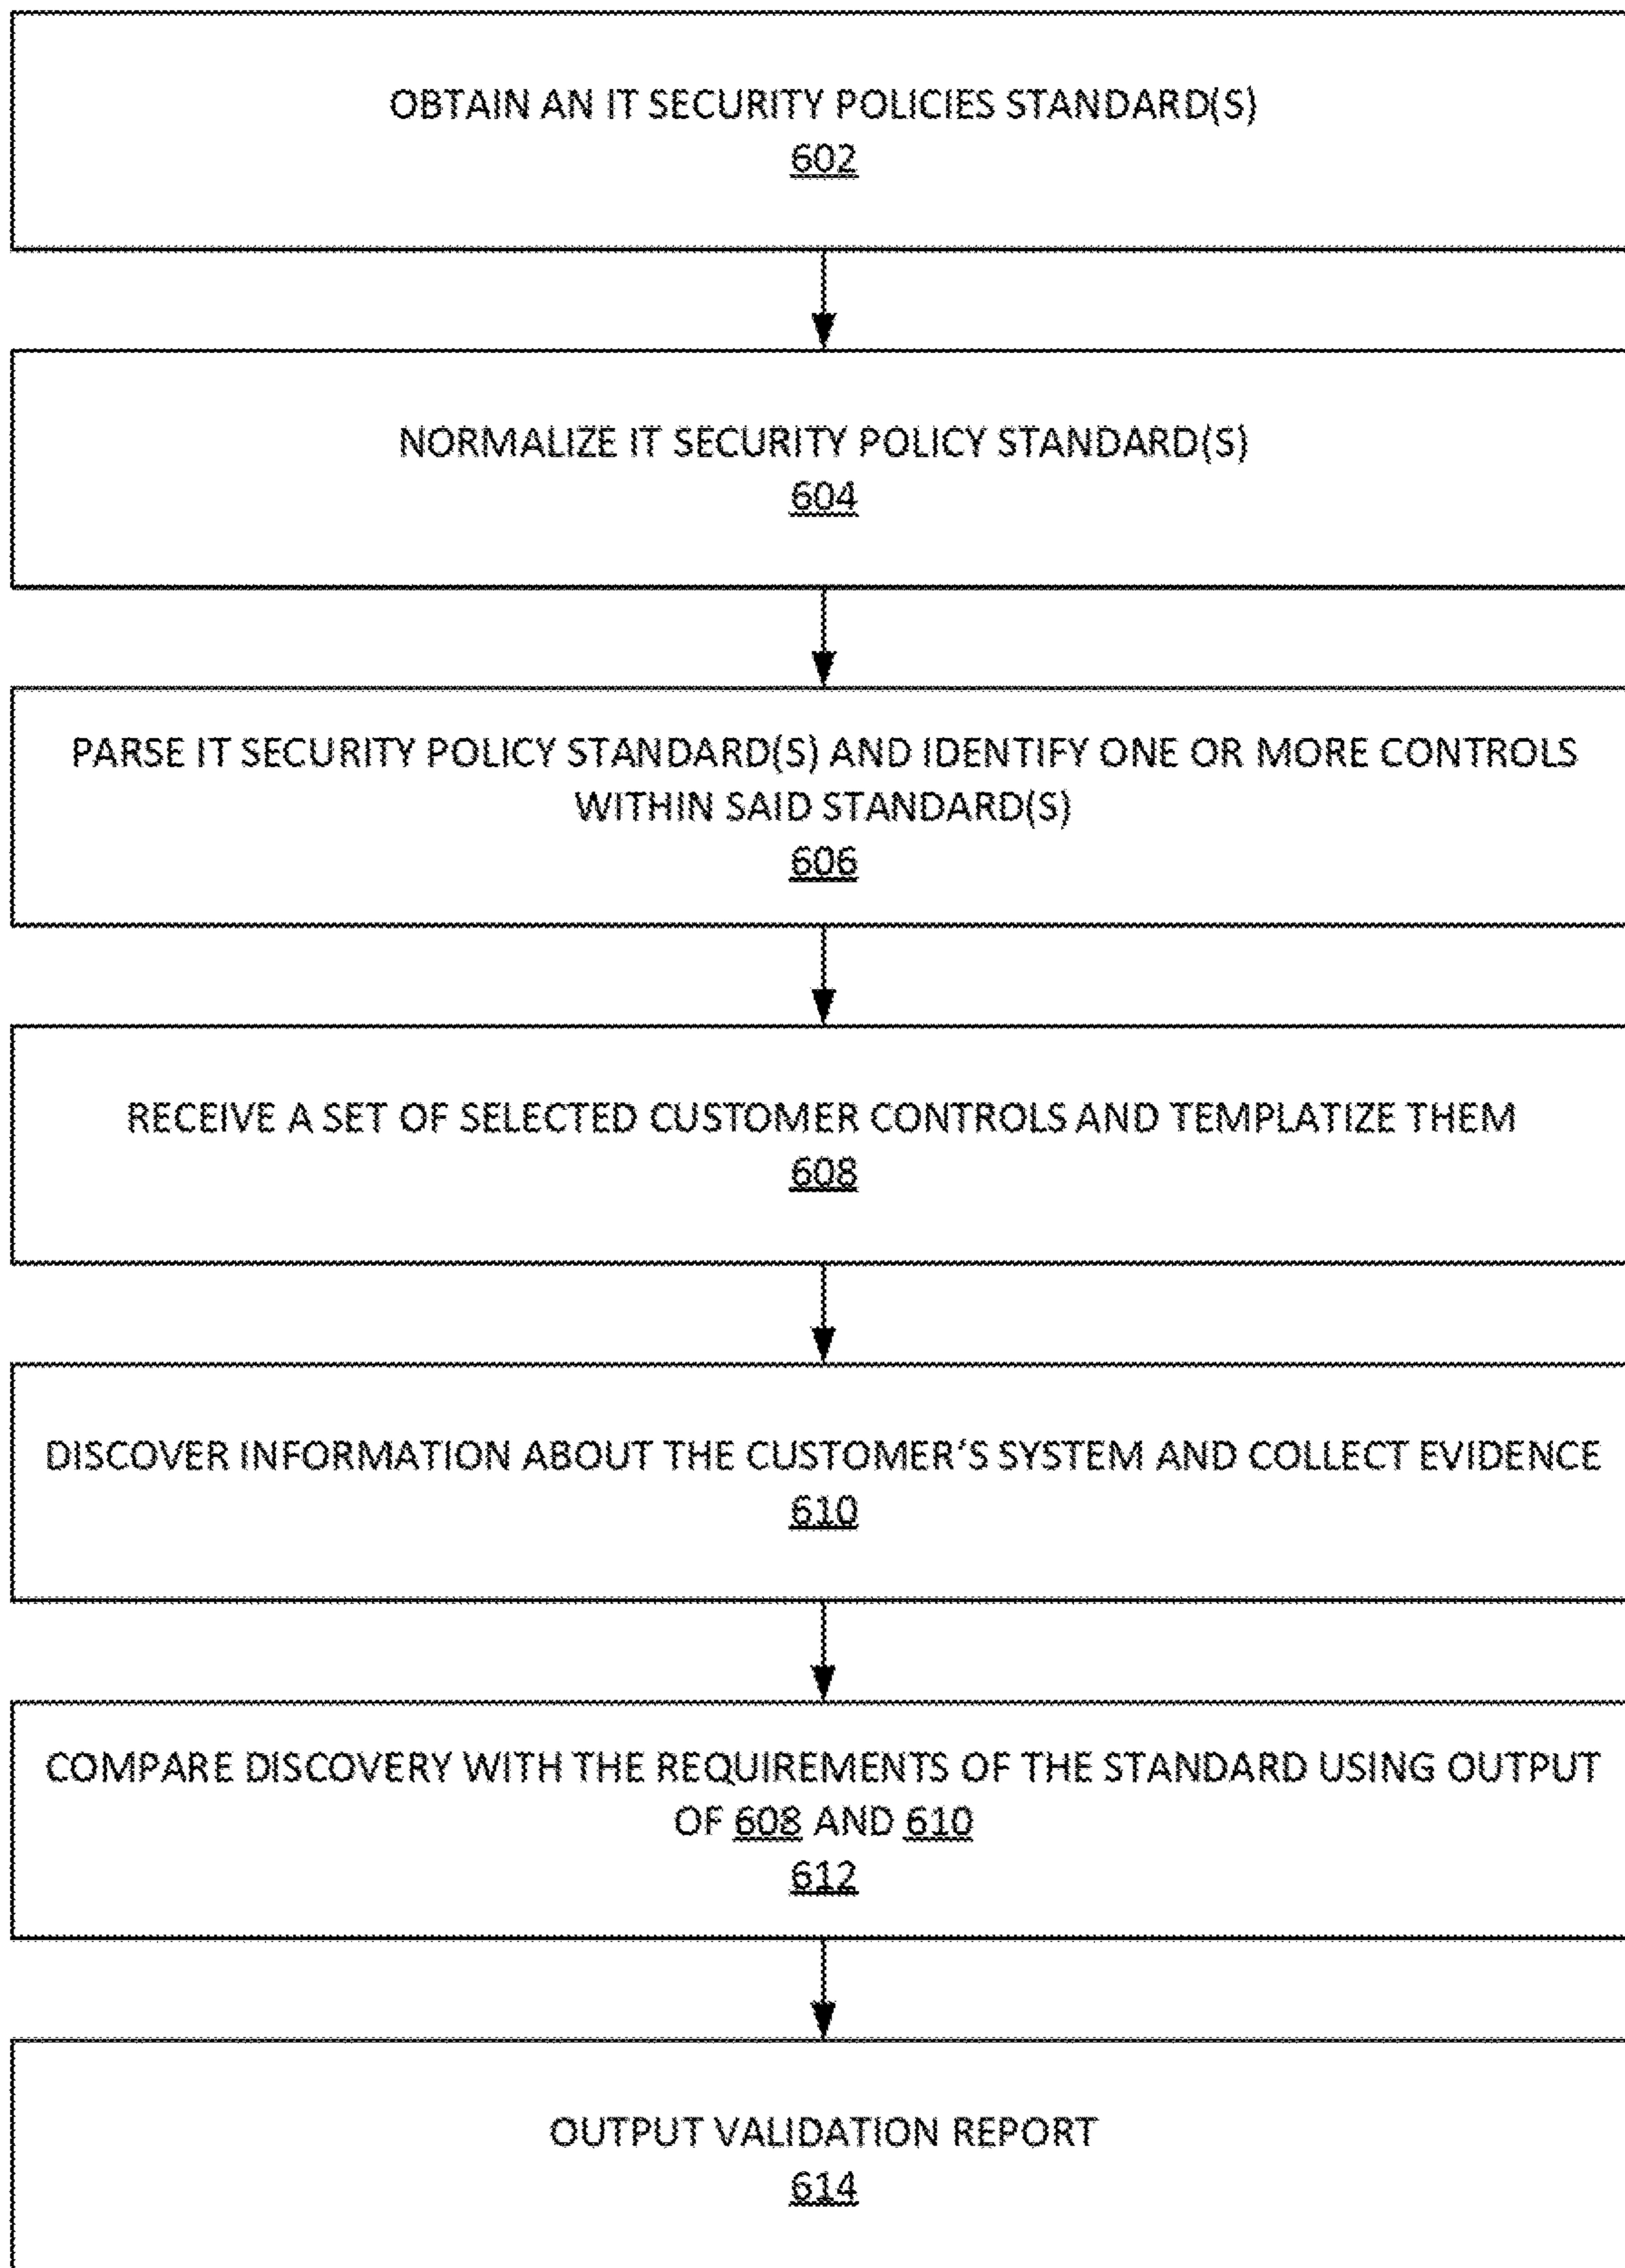 OBTAIN AN IT SECURITY POLICIES STANDARD(S)
602
NORMALIZE IT SECURITY POLICY STANDARD(S)
604
PARSE IT SECURITY POLICY STANDARD(S) AND IDENTIFY ONE OR MORE CONTROLS
WITHIN SAID STANDARD(S)
606
RECEIVE A SET OF SELECTED CUSTOMER CONTROLS AND TEMPLATIZE THEM
608
DISCOVER INFORMATION ABOUT THE CUSTOMER‘S SYSTEM AND COLLECT EVIDENCE
610
COMPARE DISCOVERY WITH THE REQUIREMENTS OF THE STANDARD USING OUTPUT
OF 608 AND 610
612
OUTPUT VALIDATION REPORT
614